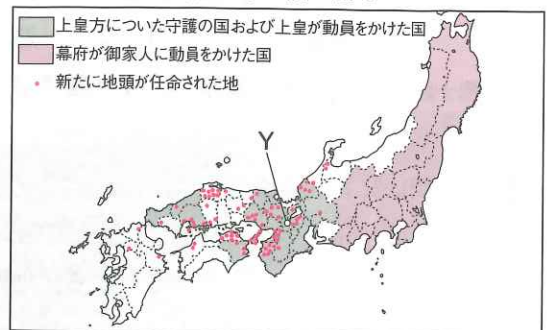 上皇方についた守護の国および上皇が動員をかけた国
幕府が御家人に動員をかけた国
新たに地頭が任命された地
Y